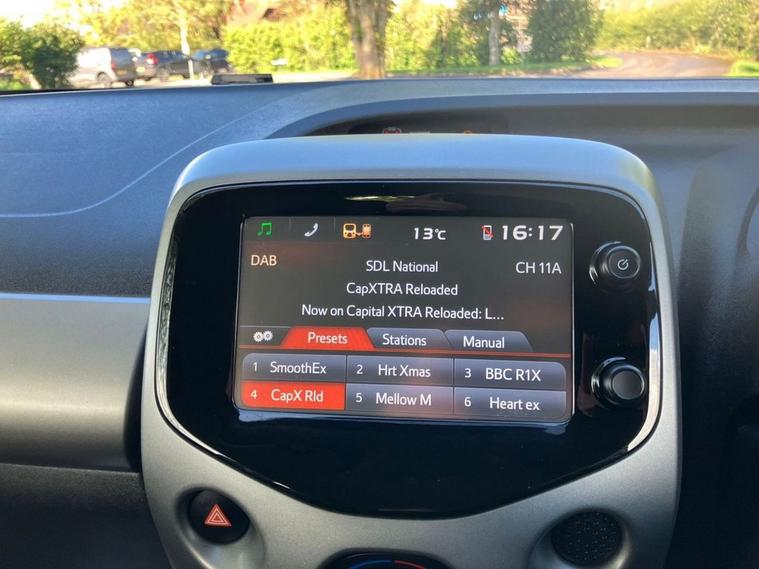 13°C 16:17
DAB SDL National CH 11A
CapXTRA Reloaded
Now on Capital XTRA Reloaded: L...
Presets Stations Manual
1 SmoothEx 2 Hrt Xmas 3 BBC R1X
4 CapX Rld 5 Mellow M 6 Heart ex